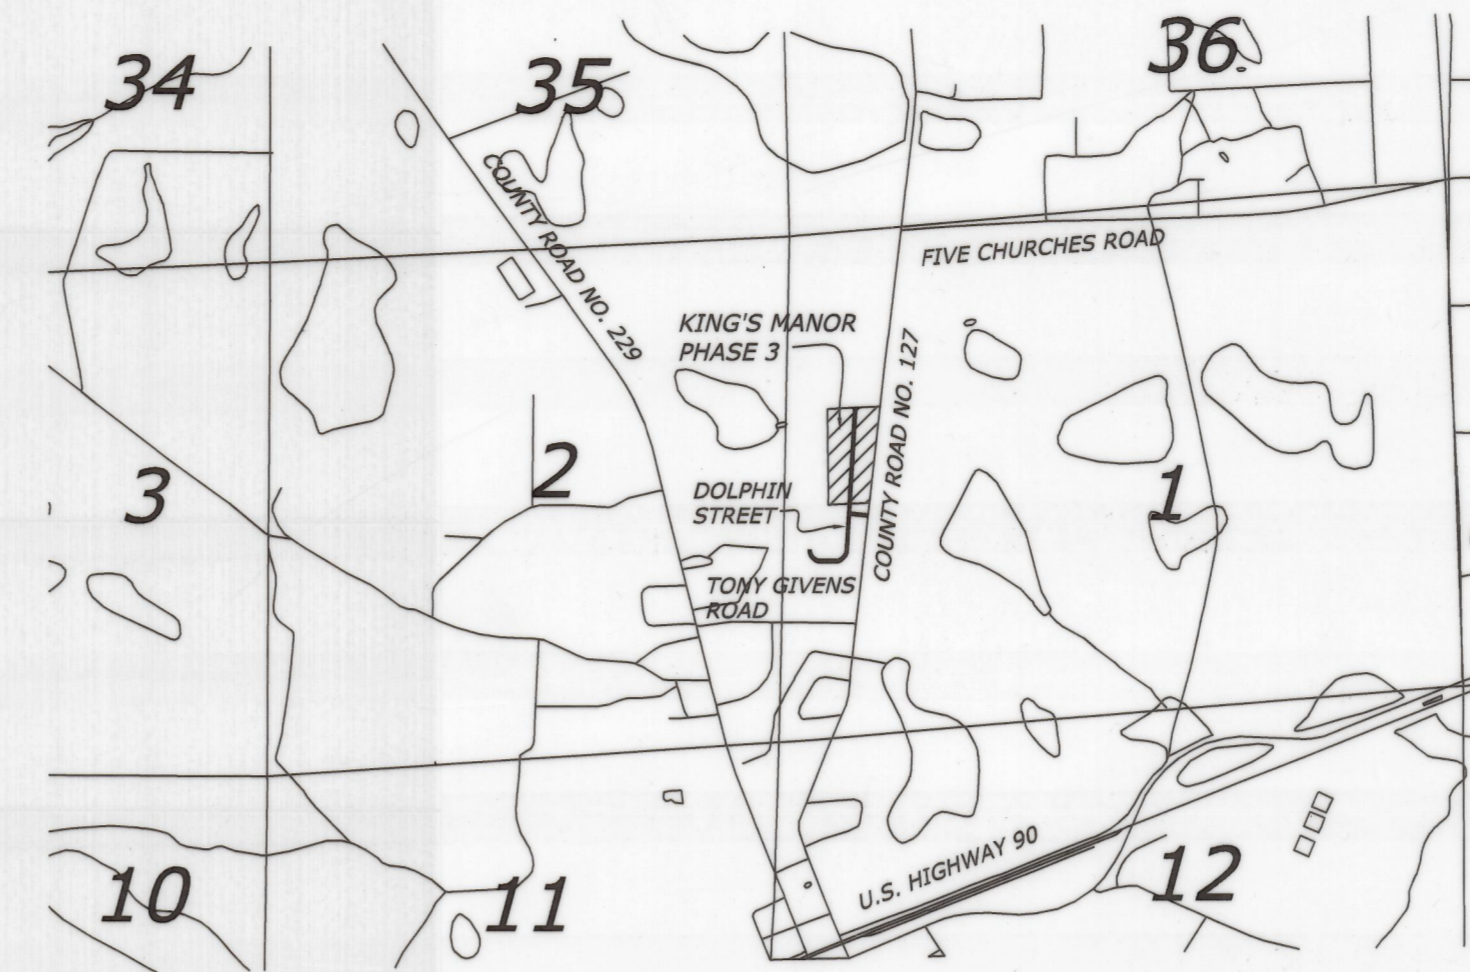 34
35
36
COUNTY ROAD NO. 229
FIVE CHURCHES ROAD
KING'S MANOR
PHASE 3
COUNTY ROAD NO. 127
3
2
DOLPHIN
STREET
1
TONY GIVENS
ROAD
U.S. HIGHWAY 90
10
11
12